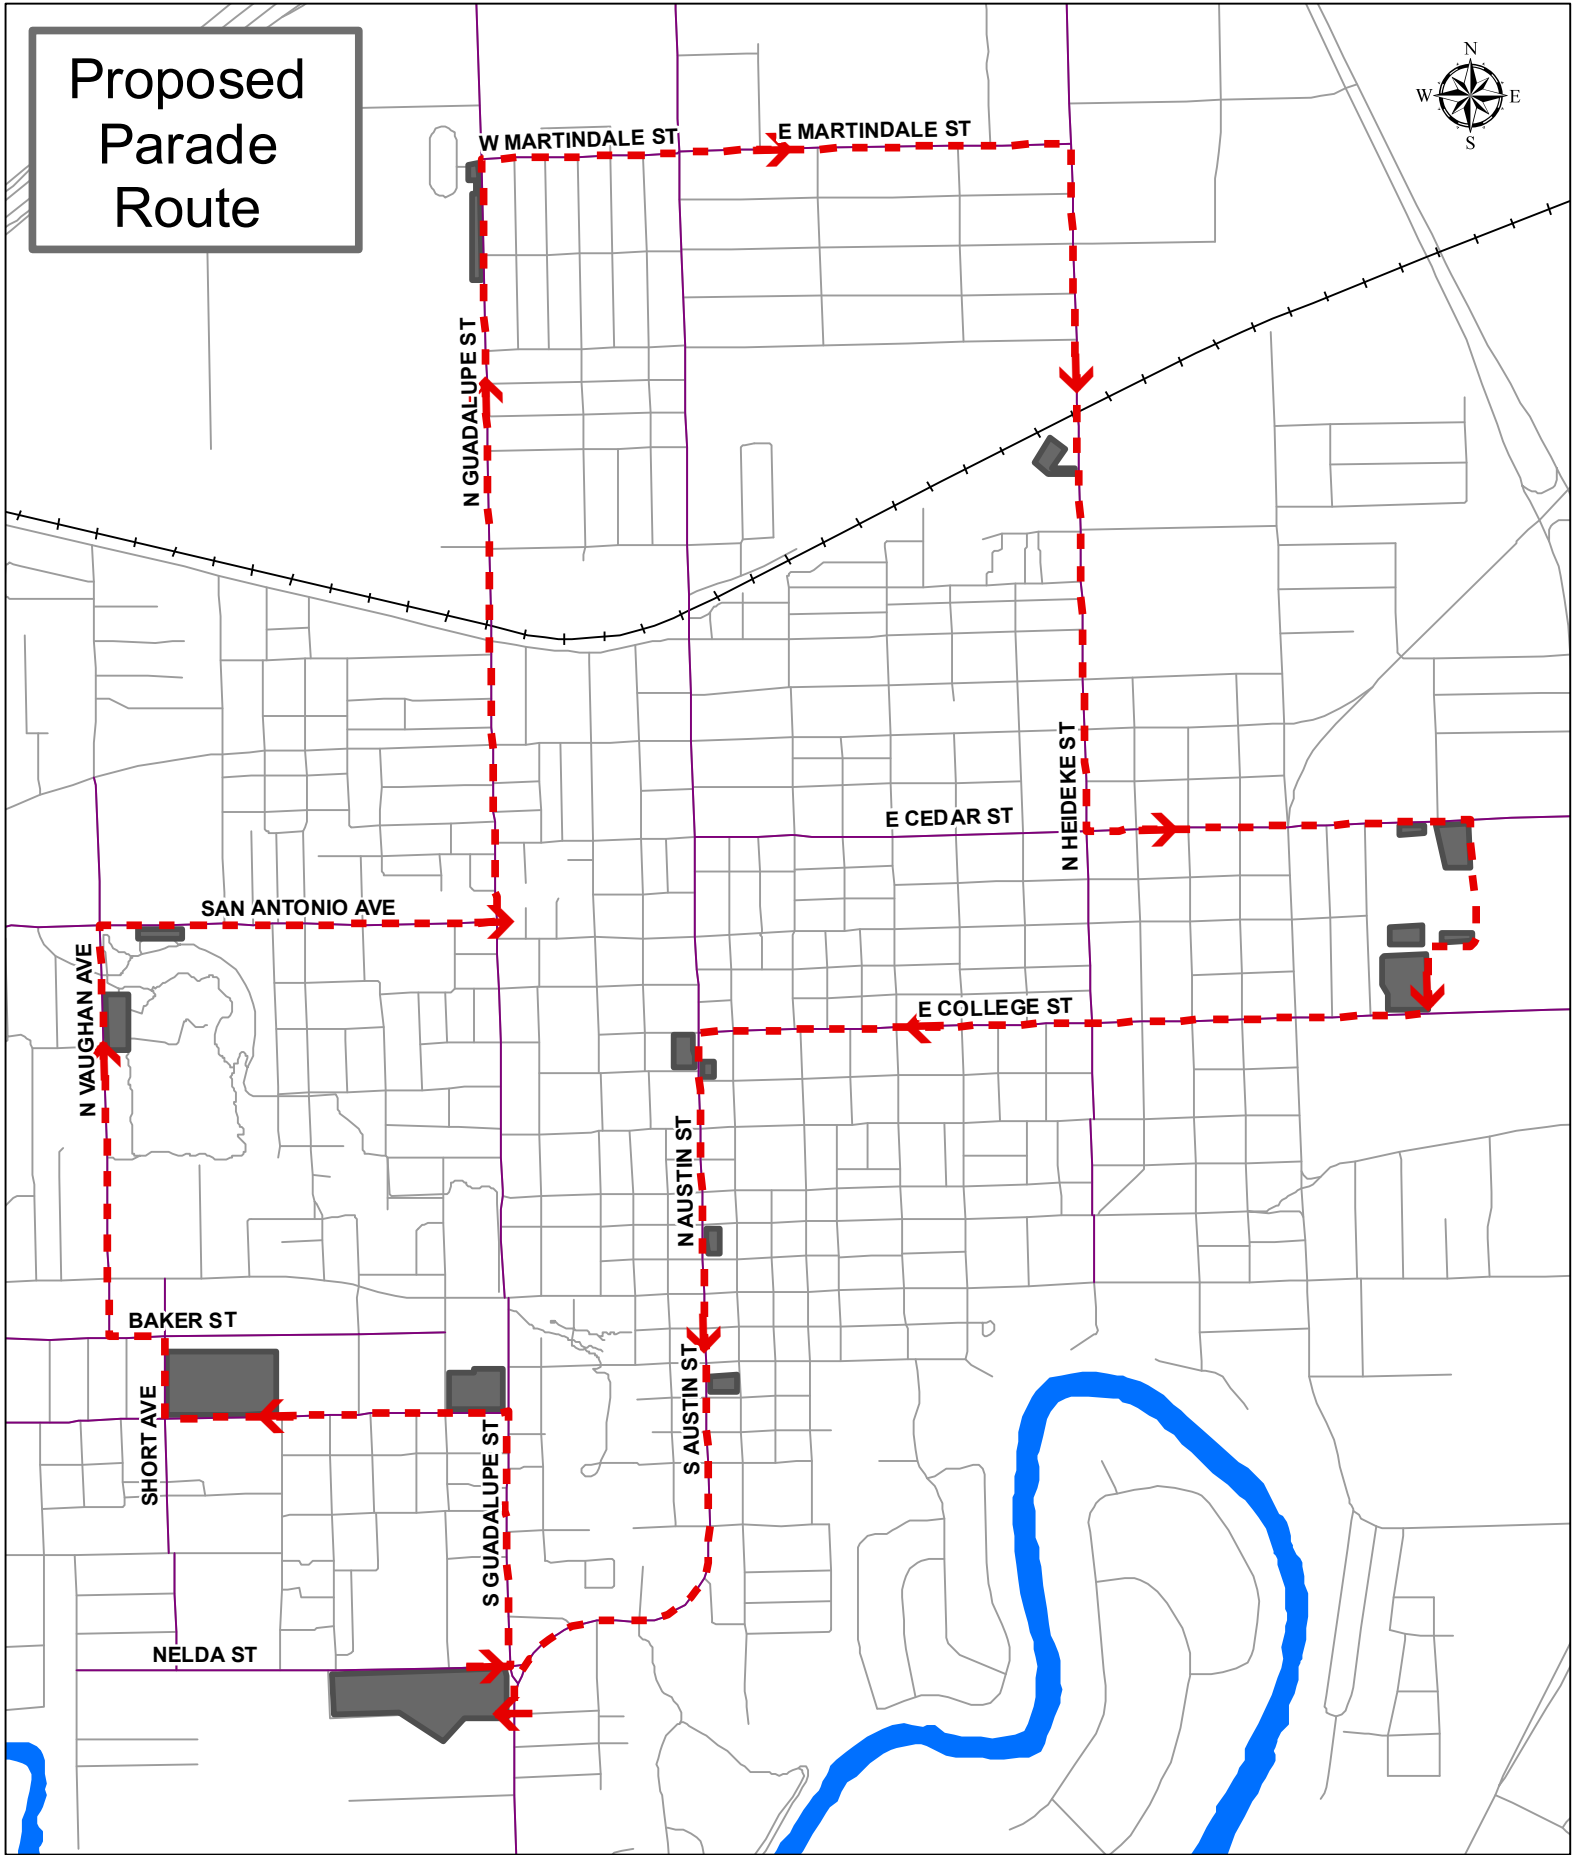 Proposed
Parade
Route
N
W
E
S
W MARTINDALE ST
E MARTINDALE ST
N GUADALUPE ST
N HEIDEKE ST
E CEDAR ST
SAN ANTONIO AVE
N VAUGHAN AVE
E COLLEGE ST
N AUSTIN ST
BAKER ST
S AUSTIN ST
SHORT AVE
S GUADALUPE ST
NELDA ST